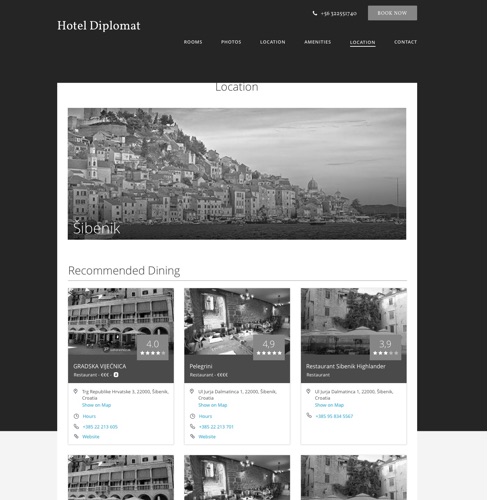 +56 322551740
BOOK NOW
Hotel Diplomat
ROOMS PHOTOS LOCATION AMENITIES LOCATION CONTACT
Location
Šibenik
Recommended Dining
4.0
GRADSKA VIJEĆNICA
Restaurant - €€€ -
Trg Republike Hrvatske 3, 22000, Šibenik,
Croatia
Show on Map
Hours
+385 22 213 605
Website
4,9
Pelegrini
Restaurant - €€€€
Ul Jurja Dalmatinca 1, 22000, Šibenik,
Croatia
Show on Map
Hours
+385 22 213 701
Website
3,9
Restaurant Sibenik Highlander
Restaurant
Ul Jurja Dalmatinca 1, 22000, Šibenik,
Croatia
Show on Map
+385 95 834 5567